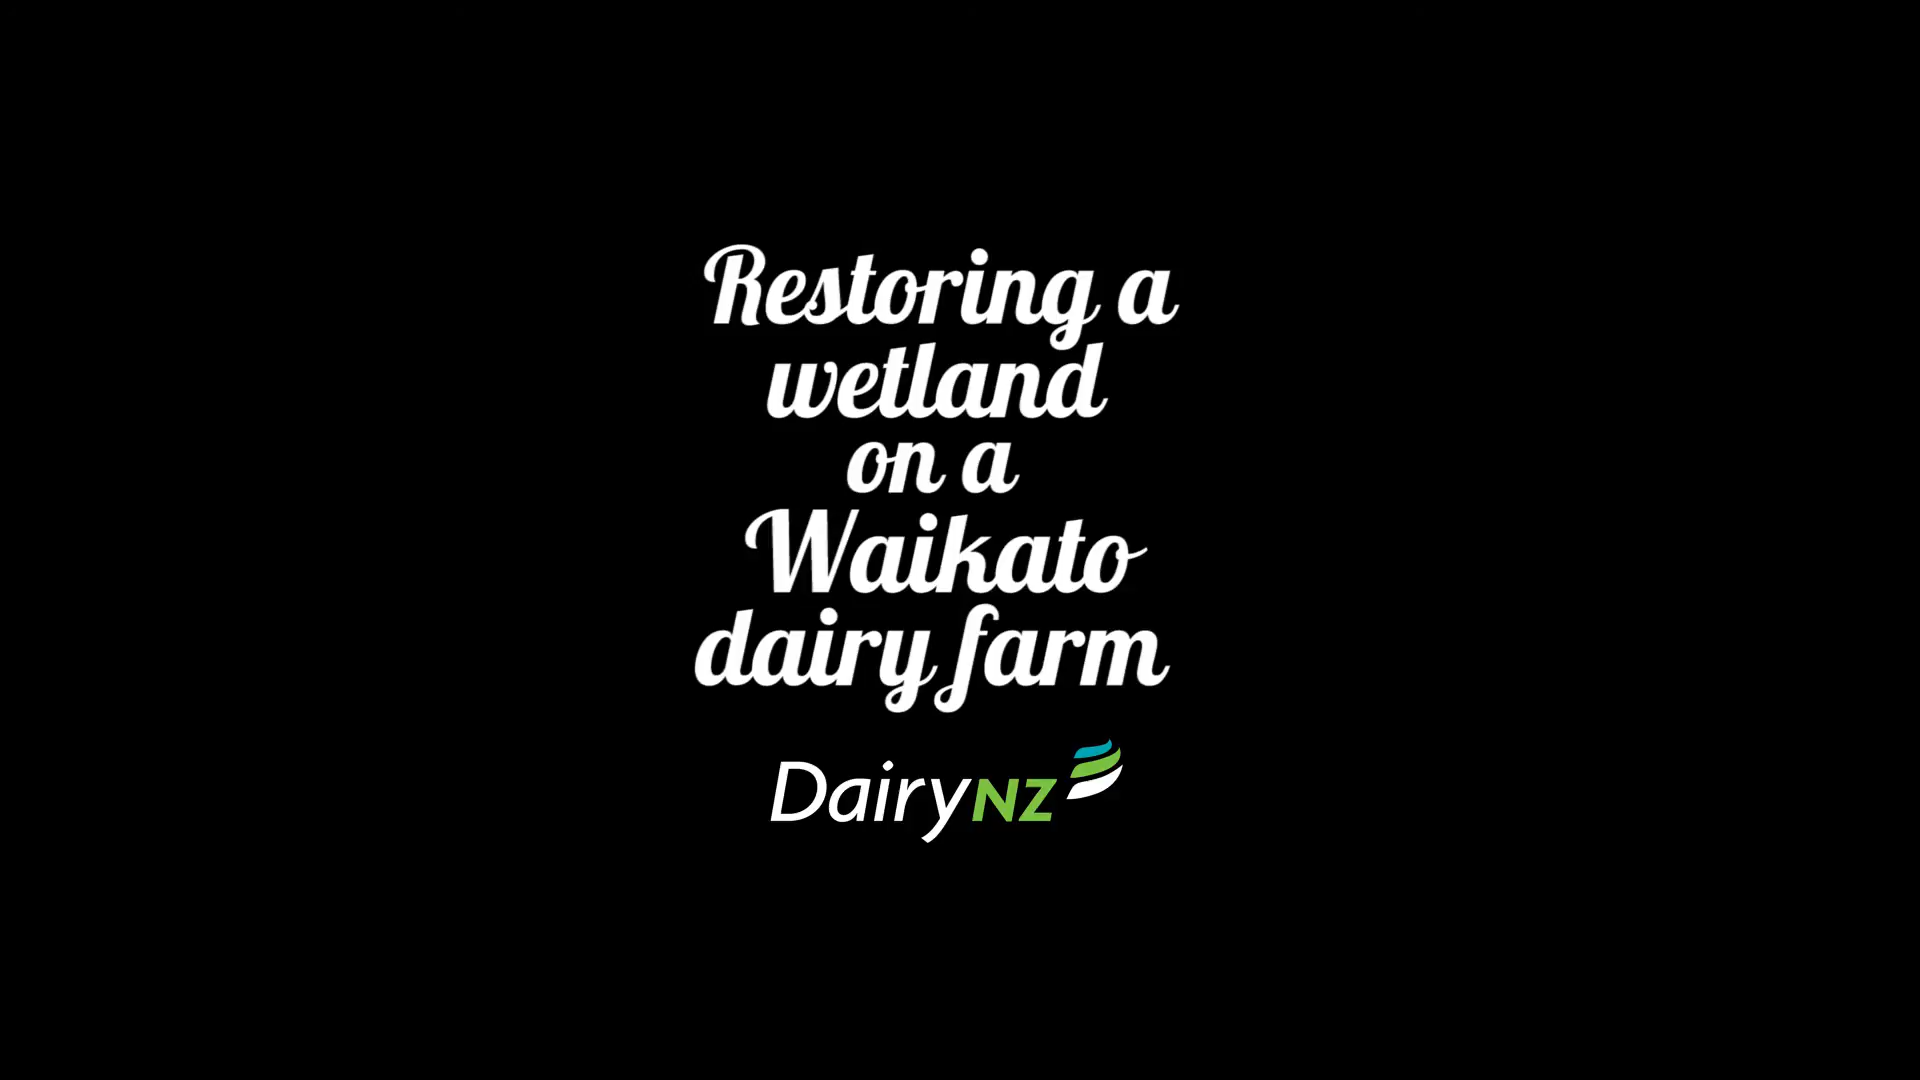 Restoring a
wetland
on a
Waikato
dairy farm
DairyNZ